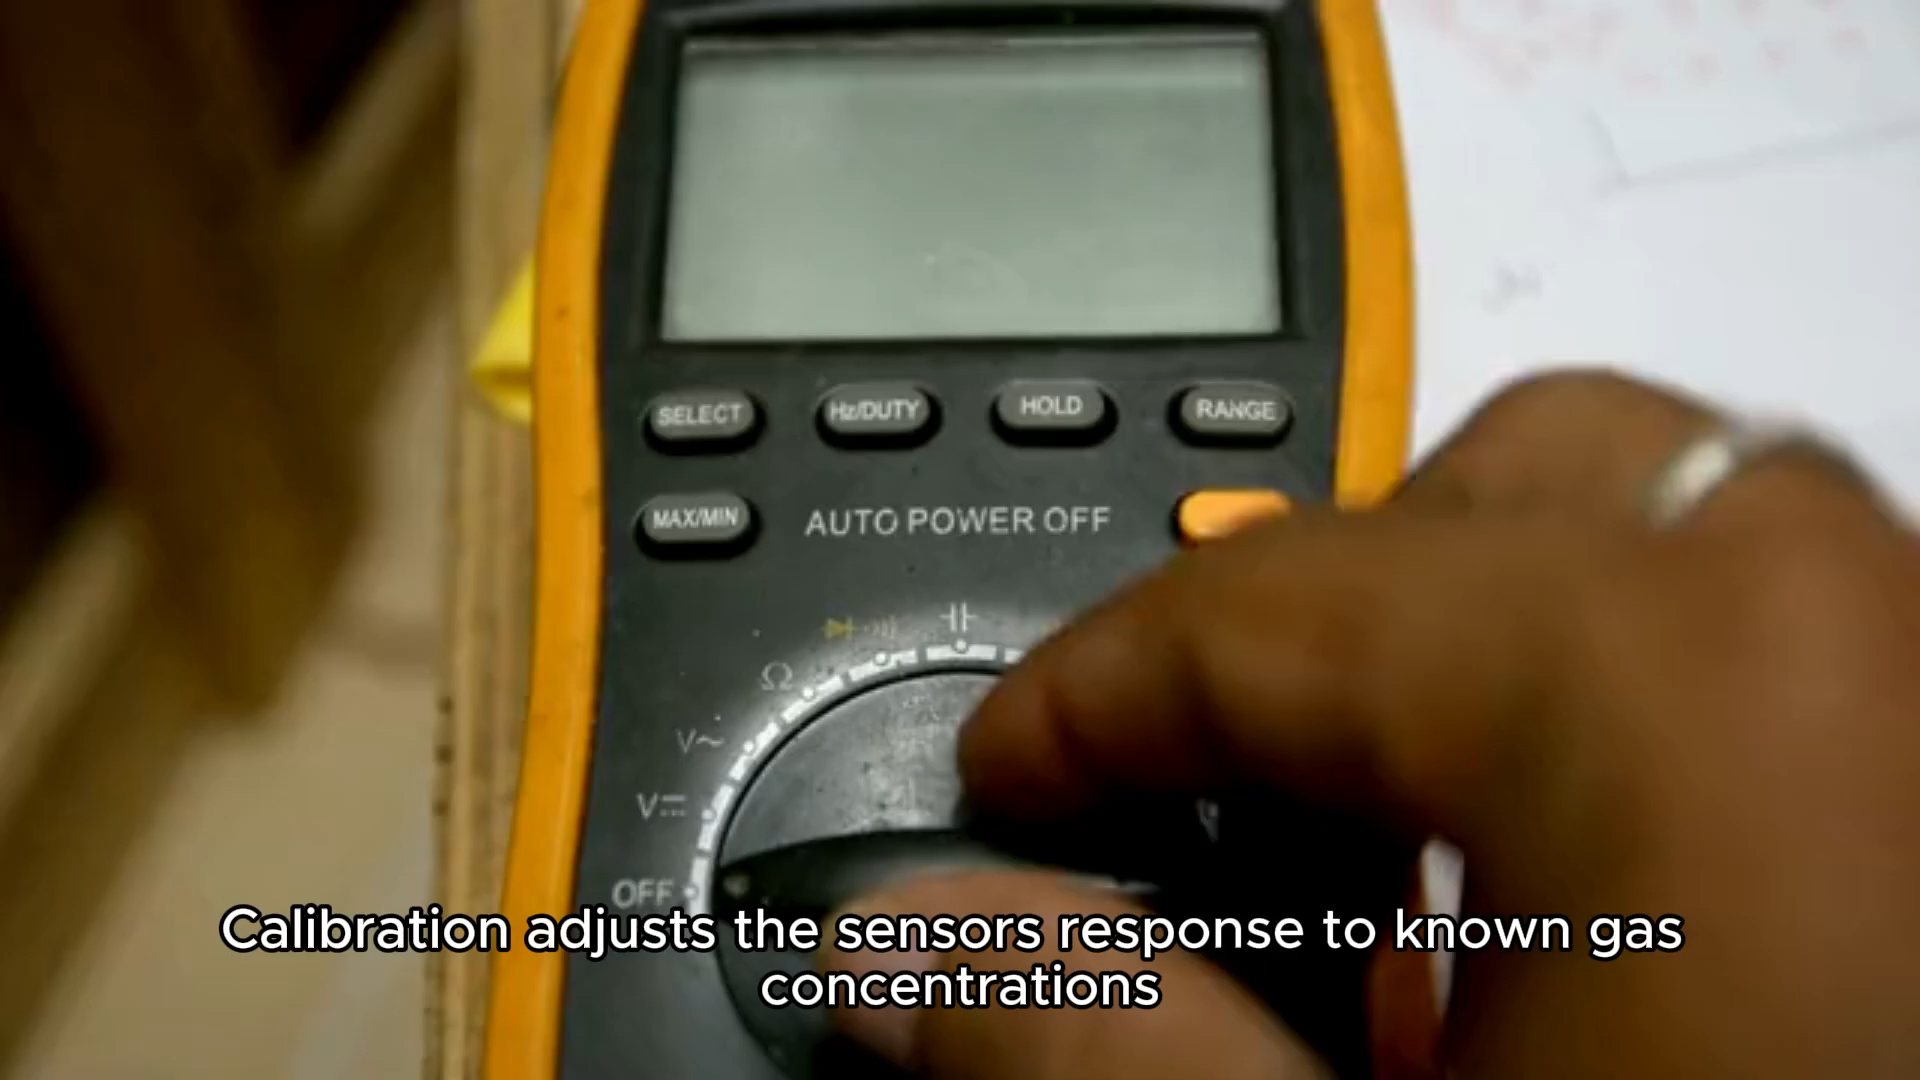 SELECT Hz/DUTY HOLD RANGE
MAX/MIN AUTO POWER OFF
Ω
V~
V⎓
OFF
Calibration adjusts the sensors response to known gas
concentrations